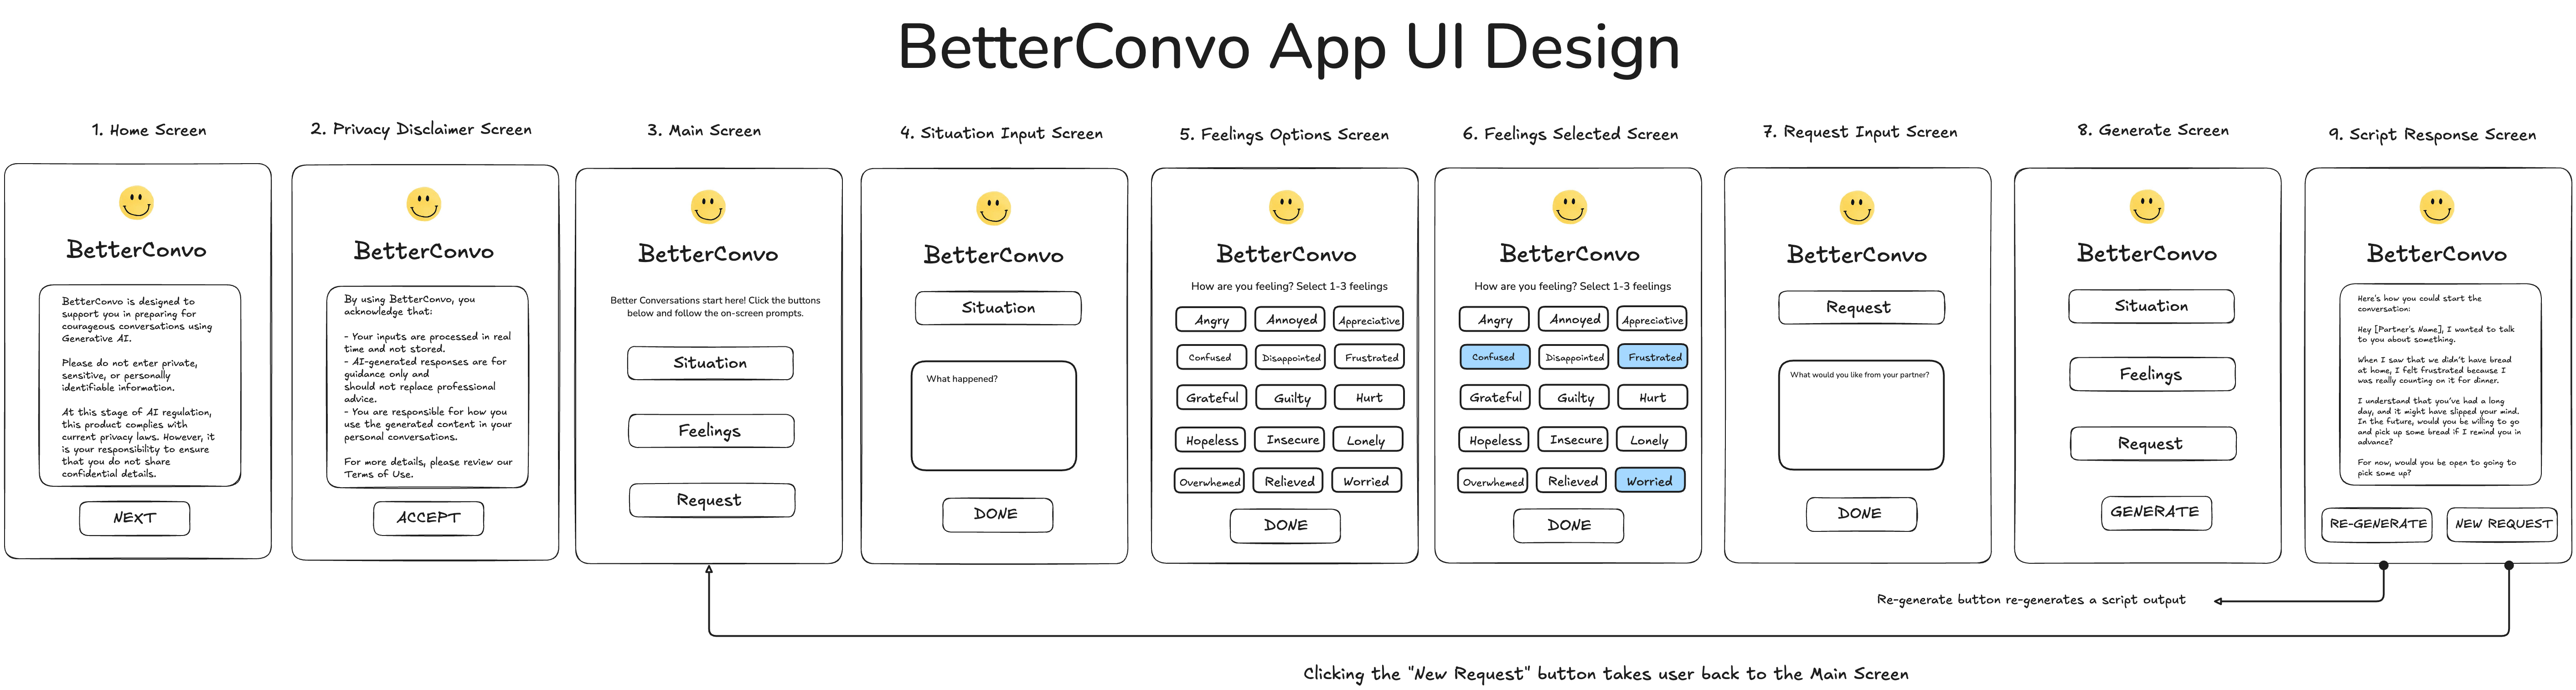 BetterConvo App UI Design
1. Home Screen
BetterConvo
BetterConvo is designed to
support you in preparing for
courageous conversations using
Generative AI.
Please do not enter private,
sensitive, or personally
identifiable information.
At this stage of AI regulation,
this product complies with
current privacy laws. However, it
is your responsibility to ensure
that you do not share
confidential details.
NEXT
2. Privacy Disclaimer Screen
BetterConvo
By using BetterConvo, you
acknowledge that:
- Your inputs are processed in real
time and not stored.
- AI-generated responses are for
guidance only and
should not replace professional
advice.
- You are responsible for how you
use the generated content in your
personal conversations.
For more details, please review our
Terms of Use.
ACCEPT
3. Main Screen
BetterConvo
Better Conversations start here! Click the buttons
below and follow the on-screen prompts.
Situation
Feelings
Request
4. Situation Input Screen
BetterConvo
Situation
What happened?
DONE
5. Feelings Options Screen
BetterConvo
How are you feeling? Select 1-3 feelings
Angry Annoyed Appreciative
Confused Disappointed Frustrated
Grateful Guilty Hurt
Hopeless Insecure Lonely
Overwhemed Relieved Worried
DONE
6. Feelings Selected Screen
BetterConvo
How are you feeling? Select 1-3 feelings
Angry Annoyed Appreciative
Confused Disappointed Frustrated
Grateful Guilty Hurt
Hopeless Insecure Lonely
Overwhemed Relieved Worried
DONE
7. Request Input Screen
BetterConvo
Request
What would you like from your partner?
DONE
8. Generate Screen
BetterConvo
Situation
Feelings
Request
GENERATE
9. Script Response Screen
BetterConvo
Here's how you could start the
conversation:
Hey [Partner's Name], I wanted to talk
to you about something.
When I saw that we didn't have bread
at home, I felt frustrated because I
was really counting on it for dinner.
I understand that you've had a long
day, and it might have slipped your mind.
In the future, would you be willing to go
and pick up some bread if I remind you in
advance?
For now, would you be open to going to
pick some up?
RE-GENERATE NEW REQUEST
Re-generate button re-generates a script output
Clicking the "New Request" button takes user back to the Main Screen